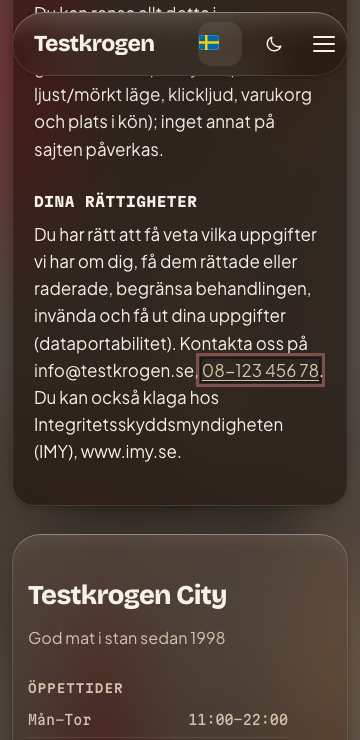 Testkrogen
ljust/mörkt läge, klickljud, varukorg
och plats i kön); inget annat på
sajten påverkas.
DINA RÄTTIGHETER
Du har rätt att få veta vilka uppgifter
vi har om dig, få dem rättade eller
raderade, begränsa behandlingen,
invända och få ut dina uppgifter
(dataportabilitet). Kontakta oss på
info@testkrogen.se, 08-123 456 78.
Du kan också klaga hos
Integritetsskyddsmyndigheten
(IMY), www.imy.se.
Testkrogen City
God mat i stan sedan 1998
ÖPPETTIDER
Mån-Tor 11:00-22:00